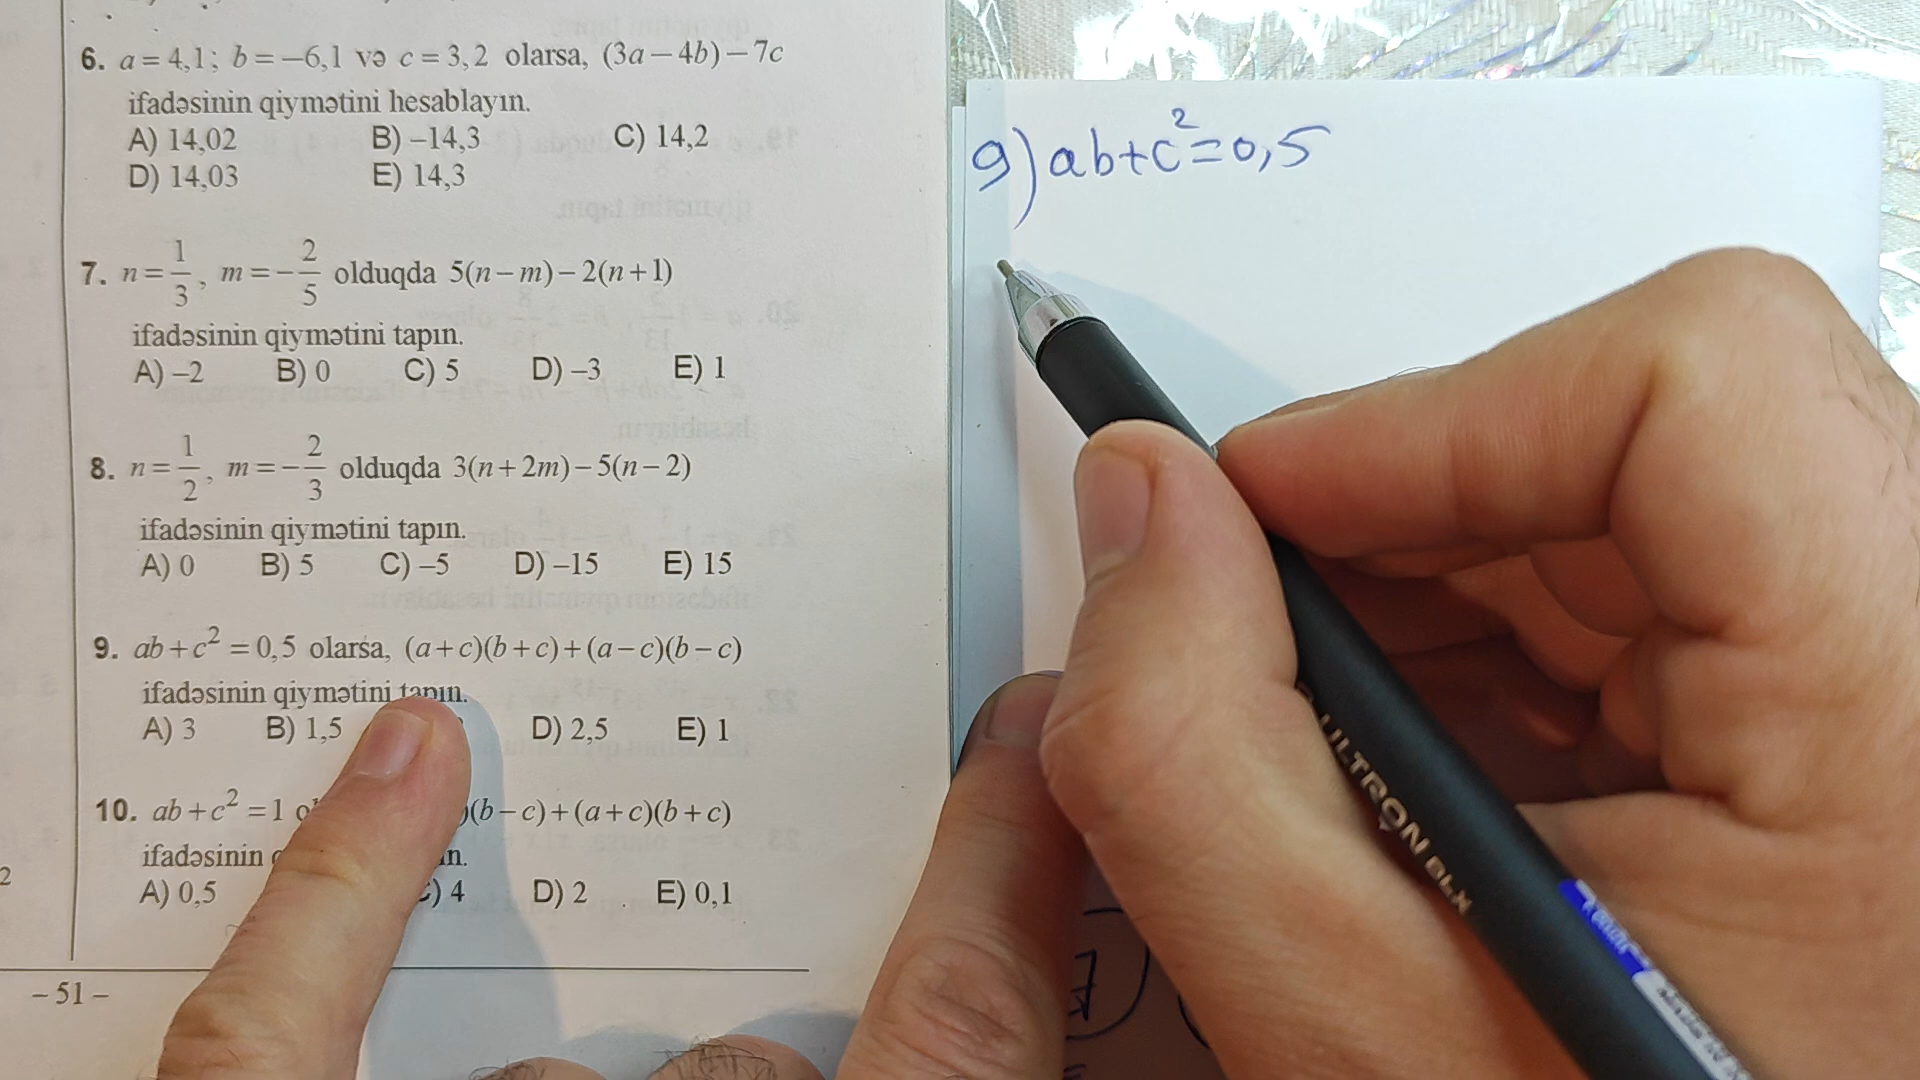 6. a = 4,1; b = −6,1 və c = 3,2 olarsa, (3a − 4b) − 7c
ifadəsinin qiymətini hesablayın.
A) 14,02 B) −14,3 C) 14,2
D) 14,03 E) 14,3
7. n = 1/3, m = −2/5 olduqda 5(n − m) − 2(n + 1)
ifadəsinin qiymətini tapın.
A) −2 B) 0 C) 5 D) −3 E) 1
8. n = 1/2, m = −2/3 olduqda 3(n + 2m) − 5(n − 2)
ifadəsinin qiymətini tapın.
A) 0 B) 5 C) −5 D) −15 E) 15
9. ab + c² = 0,5 olarsa, (a + c)(b + c) + (a − c)(b − c)
ifadəsinin qiymətini tapın.
A) 3 B) 1,5 D) 2,5 E) 1
10. ab + c² = 1 )(b − c) + (a + c)(b + c)
ifadəsinin
A) 0,5 C) 4 D) 2 E) 0,1
2
– 51 –
9) ab+c²=0,5
ULTRON DLX
7